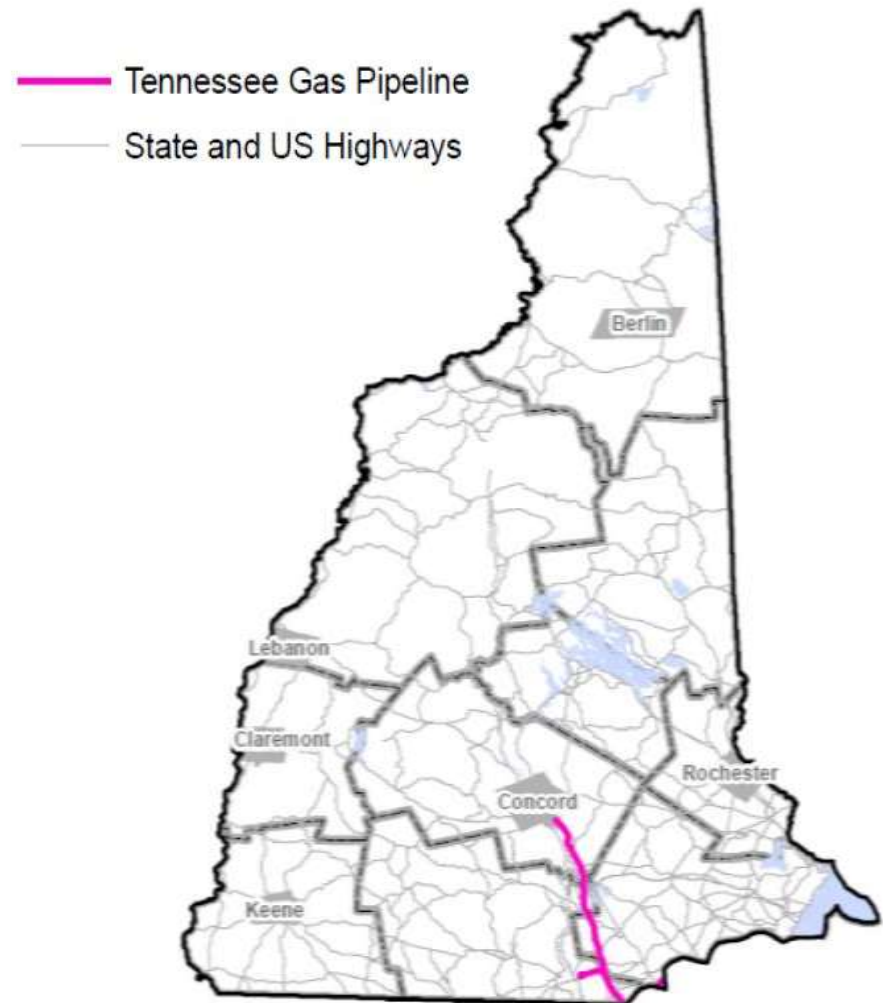 Tennessee Gas Pipeline
State and US Highways
Berlin
Lebanon
Claremont
Rochester
Concord
Keene